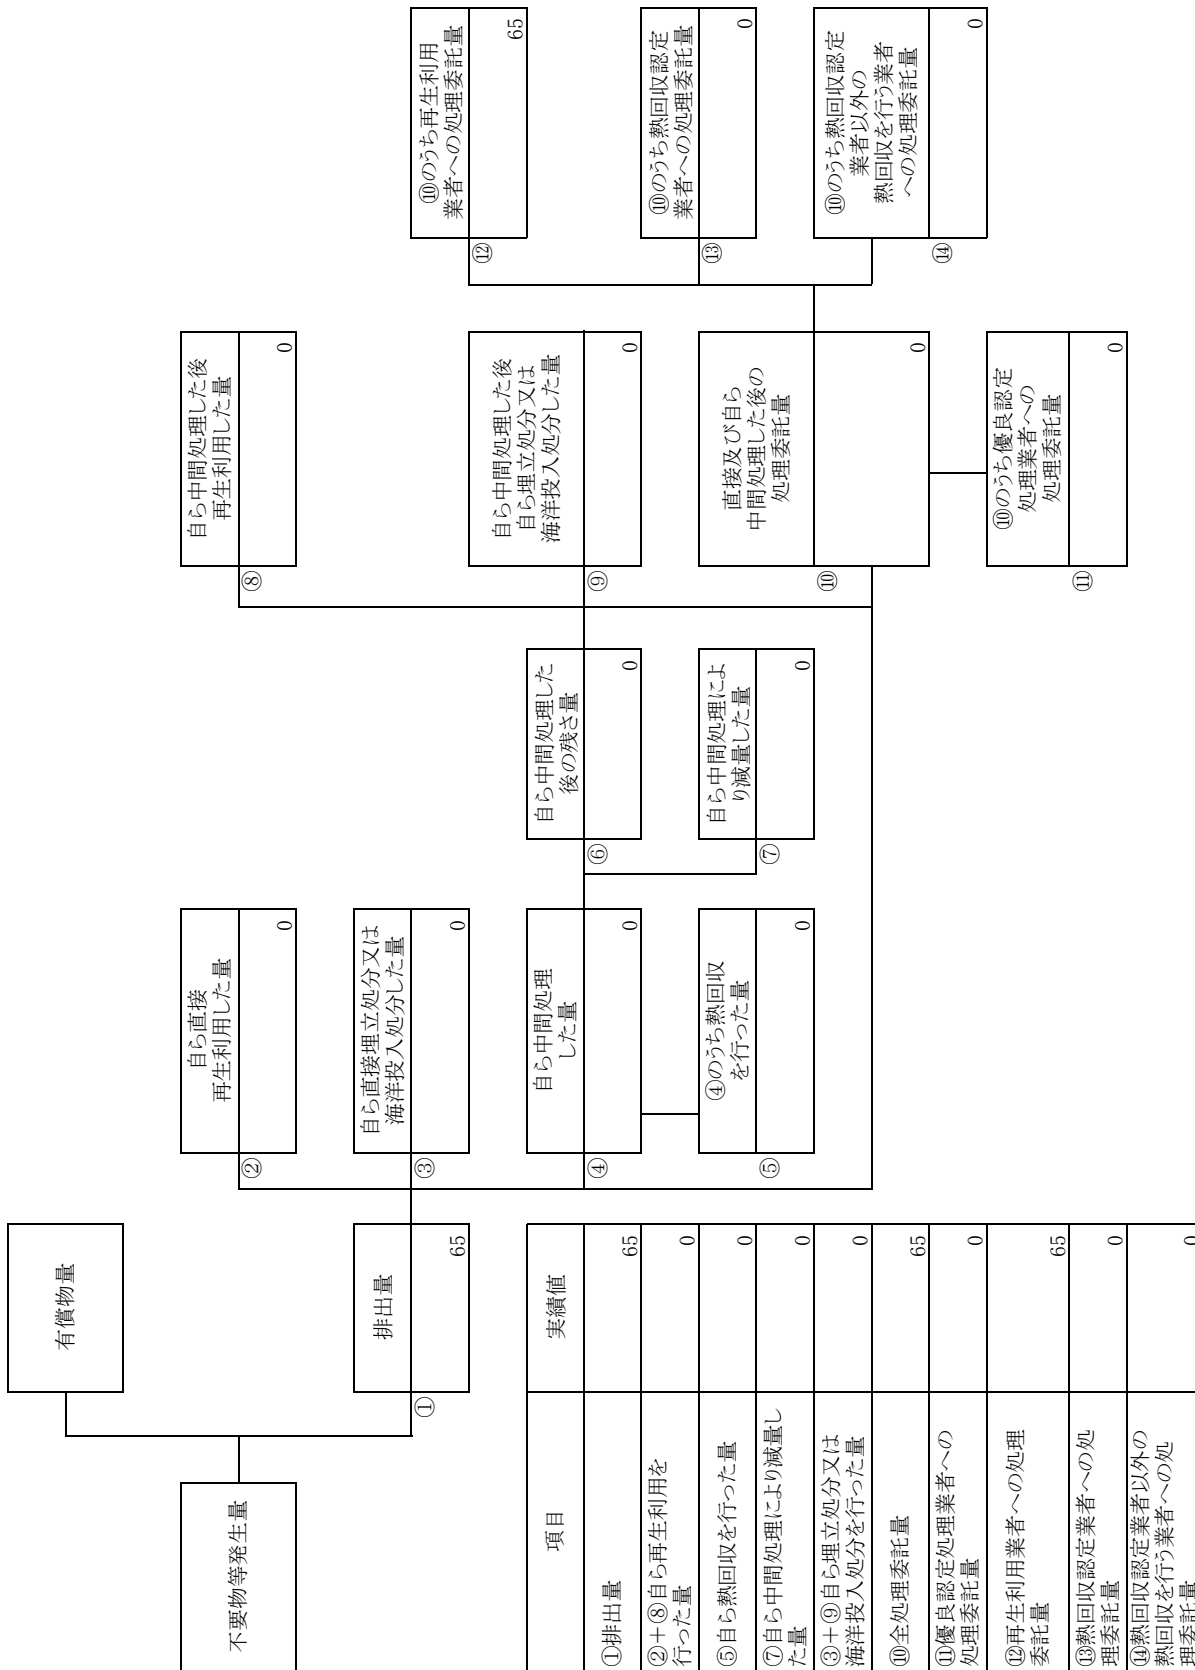 不要物等発生量
有償物量
①
排出量
65
②
自ら直接
再生利用した量
0
③
自ら直接埋立処分又は
海洋投入処分した量
0
④
自ら中間処理
した量
0
⑤
④のうち熱回収
を行った量
0
⑥
自ら中間処理した
後の残さ量
0
⑦
自ら中間処理によ
り減量した量
0
⑧
自ら中間処理した後
再生利用した量
0
⑨
自ら中間処理した後
自ら埋立処分又は
海洋投入処分した量
0
⑩
直接及び自ら
中間処理した後の
処理委託量
0
⑪
⑩のうち優良認定
処理業者への
処理委託量
0
⑫
⑩のうち再生利用
業者への処理委託量
65
⑬
⑩のうち熱回収認定
業者への処理委託量
0
⑭
⑩のうち熱回収認定
業者以外の
熱回収を行う業者
への処理委託量
0
項目
実績値
①排出量
65
②+⑧自ら再生利用を
行った量
0
⑤自ら熱回収を行った量
0
⑦自ら中間処理により減量し
た量
0
③+⑨自ら埋立処分又は
海洋投入処分を行った量
0
⑩全処理委託量
65
⑪優良認定処理業者への
処理委託量
0
⑫再生利用業者への処理
委託量
65
⑬熱回収認定業者への処
理委託量
0
⑭熱回収認定業者以外の
熱回収を行う業者への処
理委託量
0